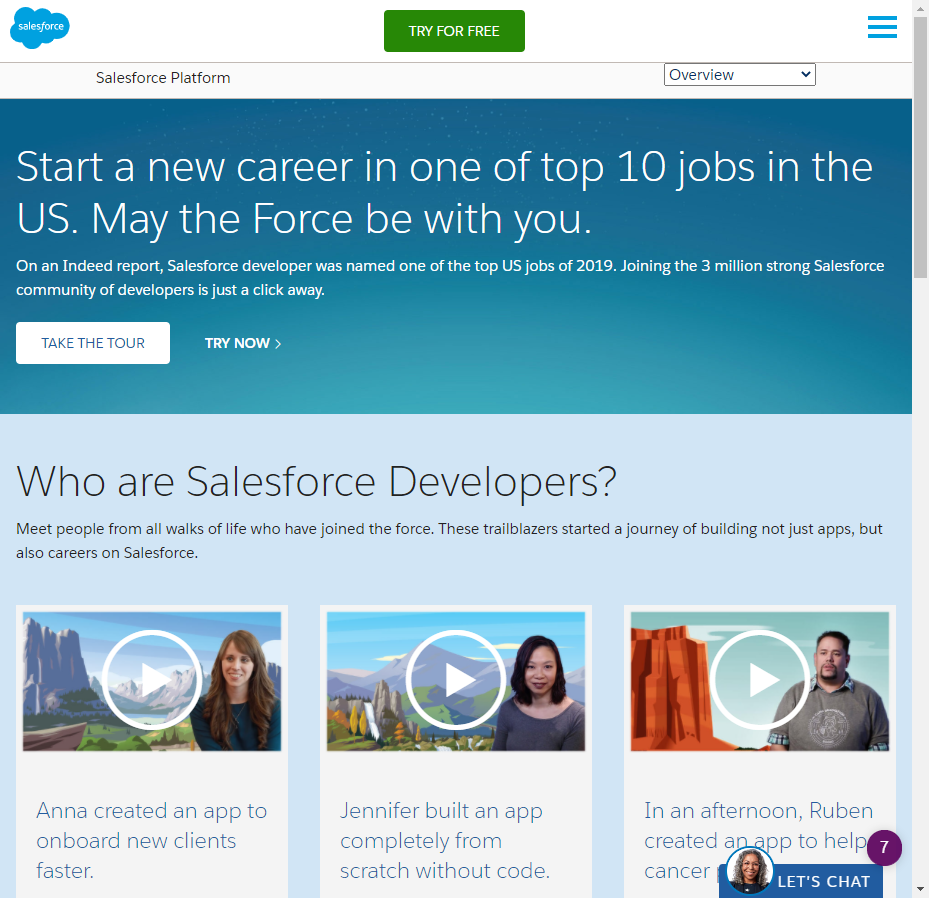 salesforce
TRY FOR FREE
Salesforce Platform
Overview
Start a new career in one of top 10 jobs in the
US. May the Force be with you.
On an Indeed report, Salesforce developer was named one of the top US jobs of 2019. Joining the 3 million strong Salesforce
community of developers is just a click away.
TAKE THE TOUR
TRY NOW >
Who are Salesforce Developers?
Meet people from all walks of life who have joined the force. These trailblazers started a journey of building not just apps, but
also careers on Salesforce.
Anna created an app to
onboard new clients
faster.
Jennifer built an app
completely from
scratch without code.
In an afternoon, Ruben
created an app to help
cancer
7
LET'S CHAT